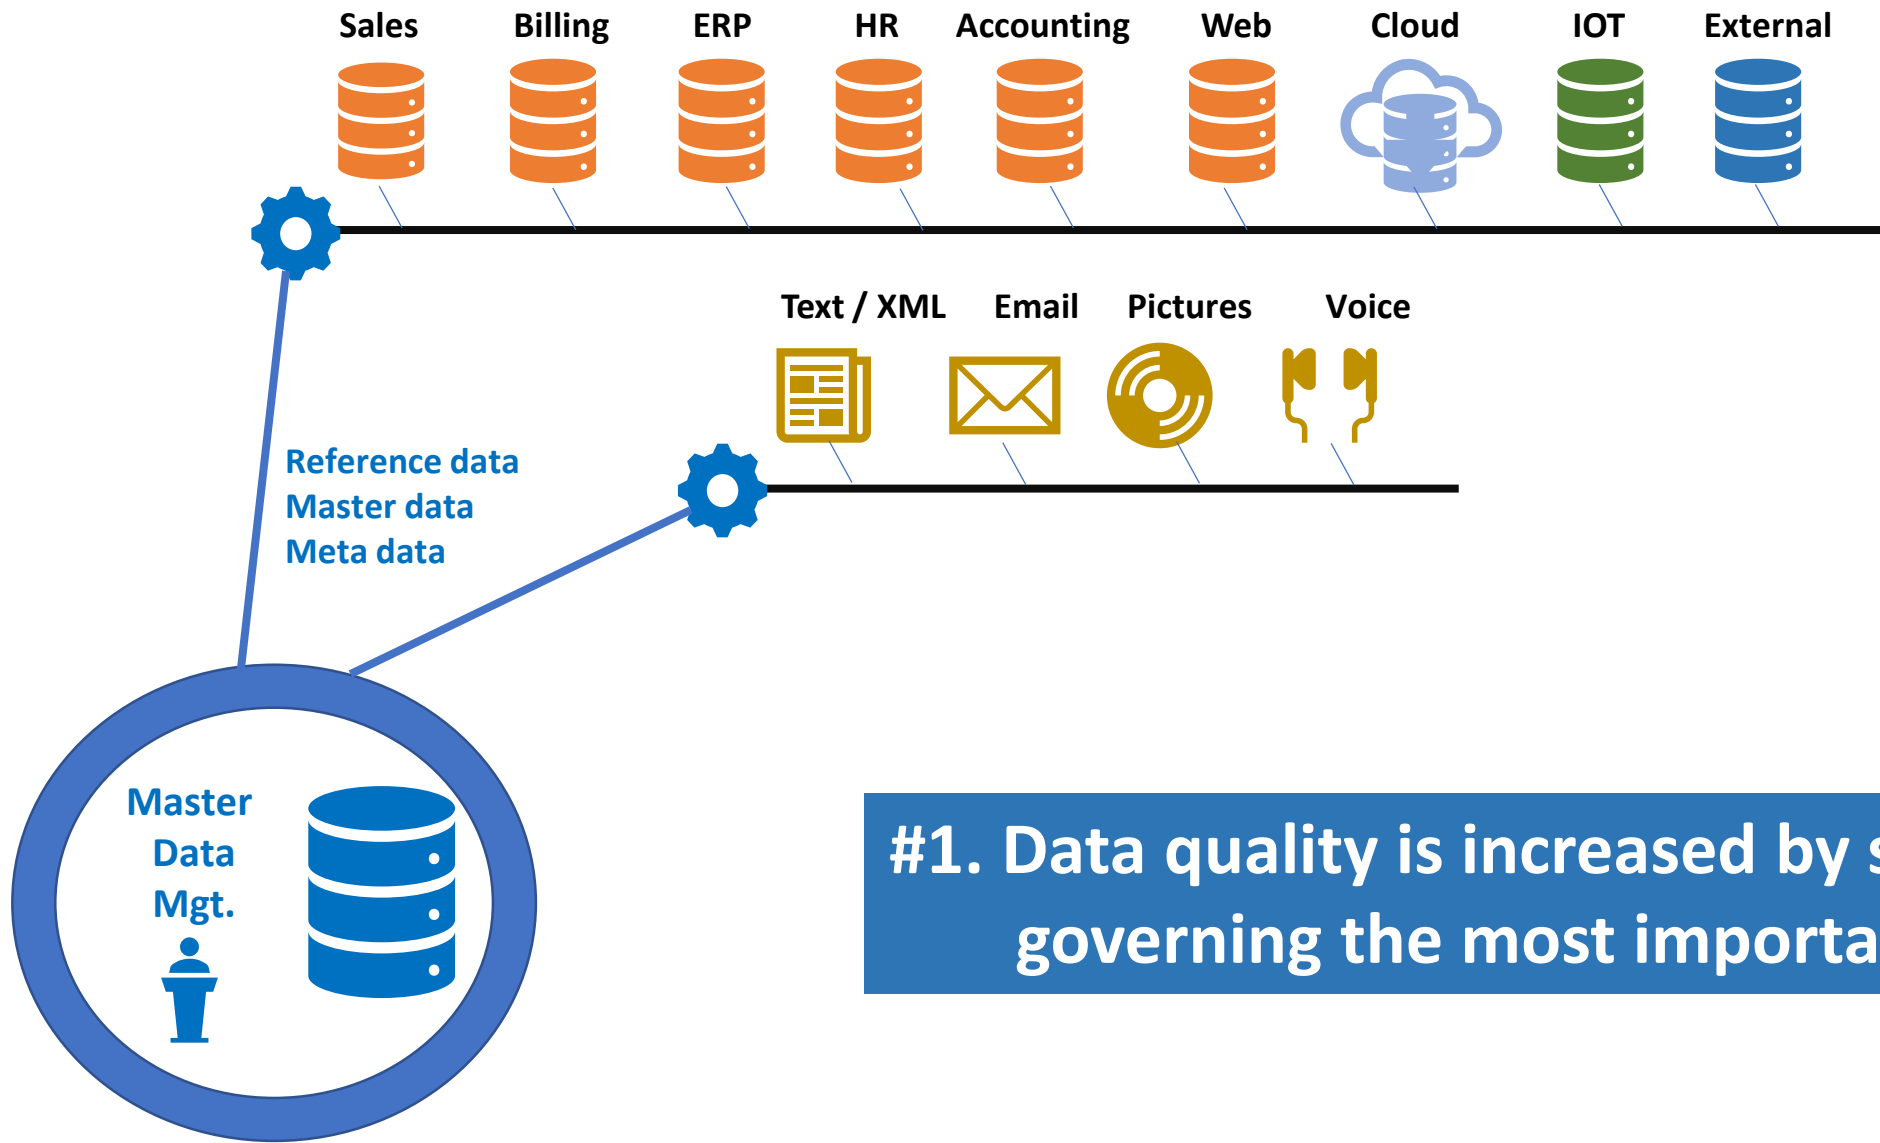 Sales Billing ERP HR Accounting Web Cloud IOT External
Text / XML Email Pictures Voice
Reference data
Master data
Meta data
Master
Data
Mgt.
#1. Data quality is increased by s
governing the most importa